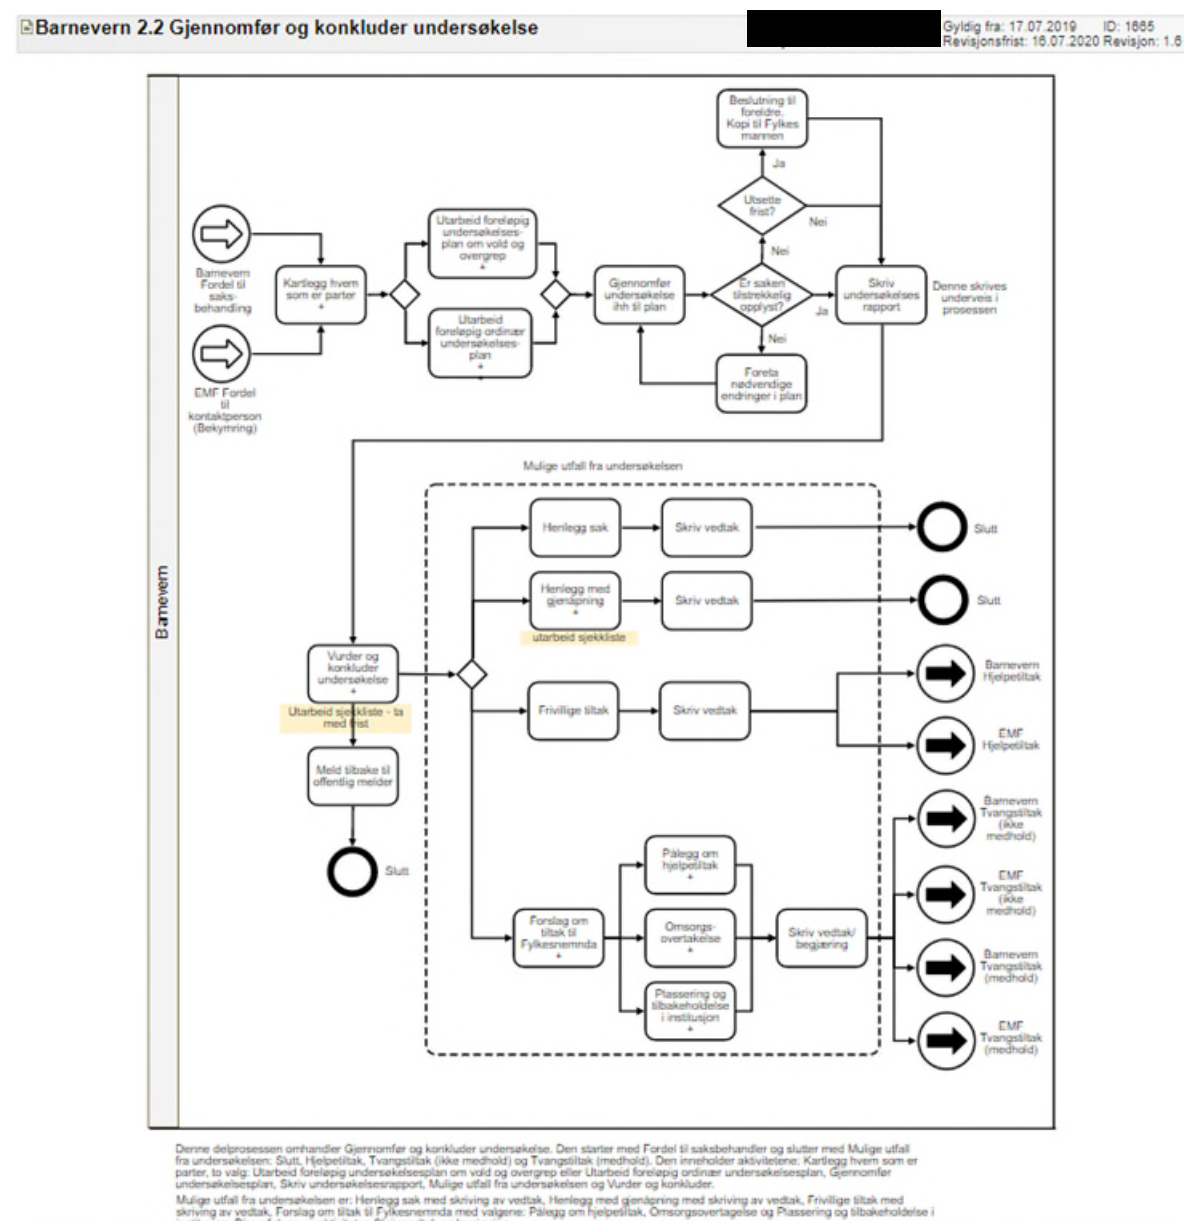 Barnevern 2.2 Gjennomfør og konkluder undersøkelse
Gyldig fra: 17.07.2019 ID: 1665
Revisjonsfrist: 16.07.2020 Revisjon: 1.6
Barnevern
Beslutning til
foreldre.
Kopi til Fylkes
mannen
Ja
Utsette
frist?
Nei
Nei
Barnevern
Fordel til
saks-
behandling
EMF Fordel
til
kontaktperson
(Bekymring)
Kartlegg hvem
som er parter
+
Utarbeid foreløpig
undersøkelses-
plan om vold og
overgrep
+
Utarbeid
foreløpig ordinær
undersøkelses-
plan
+
Gjennomfør
undersøkelse
ihh til plan
Er saken
tilstrekkelig
opplyst?
Ja
Nei
Foreta
nødvendige
endringer i plan
Skriv
undersøkelses
rapport
Denne skrives
underveis i
prosessen
Mulige utfall fra undersøkelsen
Henlegg sak
Skriv vedtak
Slutt
Henlegg med
gjenåpning
+
utarbeid sjekkliste
Skriv vedtak
Slutt
Vurder og
konkluder
undersøkelse
+
Utarbeid sjekkliste - ta
med frist
Meld tilbake til
offentlig melder
Slutt
Frivillige tiltak
Skriv vedtak
Barnevern
Hjelpetiltak
EMF
Hjelpetiltak
Forslag om
tiltak til
Fylkesnemnda
+
Pålegg om
hjelpetiltak
+
Omsorgs-
overtakelse
+
Plassering og
tilbakeholdelse
i institusjon
+
Skriv vedtak/
begjæring
Barnevern
Tvangstiltak
(ikke
medhold)
EMF
Tvangstiltak
(ikke
medhold)
Barnevern
Tvangstiltak
(medhold)
EMF
Tvangstiltak
(medhold)
Denne delprosessen omhandler Gjennomfør og konkluder undersøkelse. Den starter med Fordel til saksbehandler og slutter med Mulige utfall
fra undersøkelsen: Slutt, Hjelpetiltak, Tvangstiltak (ikke medhold) og Tvangstiltak (medhold). Den inneholder aktivitetene: Kartlegg hvem som er
parter, to valg: Utarbeid foreløpig undersøkelsesplan om vold og overgrep eller Utarbeid foreløpig ordinær undersøkelsesplan, Gjennomfør
undersøkelsesplan, Skriv undersøkelsesrapport, Mulige utfall fra undersøkelsen og Vurder og konkluder.
Mulige utfall fra undersøkelsen er: Henlegg sak med skriving av vedtak, Henlegg med gjenåpning med skriving av vedtak, Frivillige tiltak med
skriving av vedtak, Forslag om tiltak til Fylkesnemnda med valgene: Pålegg om hjelpetiltak, Omsorgsovertagelse og Plassering og tilbakeholdelse i